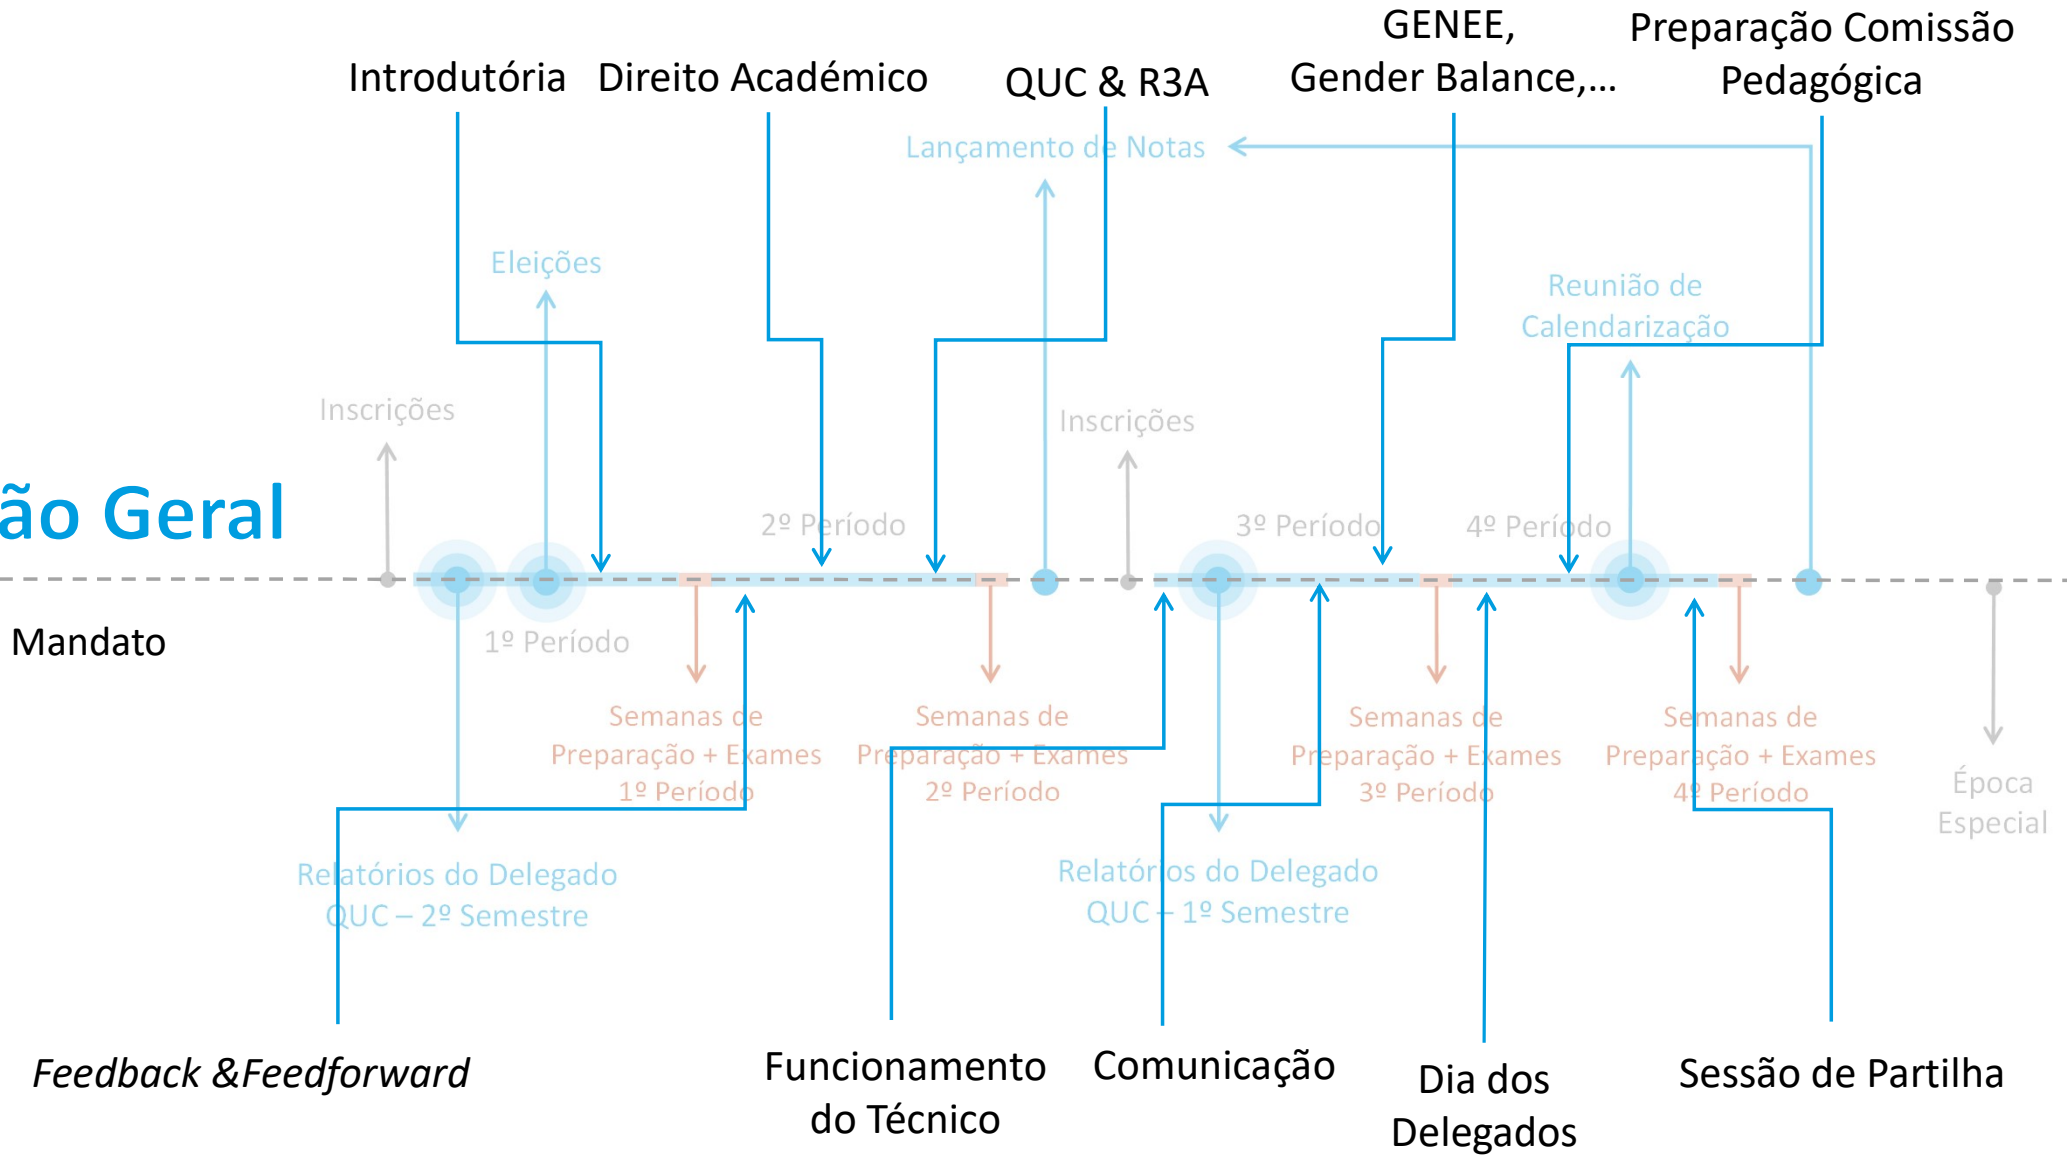 GENEE,
Preparação Comissão
Introdutória
Direito Académico
QUC & R3A
Gender Balance,...
Pedagógica
Lançamento de Notas
Eleições
Reunião de
Calendarização
Inscrições
Inscrições
ão Geral
2º Período
3º Período
4º Período
Mandato
1º Período
Semanas de
Preparação + Exames
1º Período
Semanas de
Preparação + Exames
2º Período
Semanas de
Preparação + Exames
3º Período
Semanas de
Preparação + Exames
4º Período
Época
Especial
Relatórios do Delegado
QUC – 2º Semestre
Relatórios do Delegado
QUC – 1º Semestre
Feedback &Feedforward
Funcionamento
do Técnico
Comunicação
Dia dos
Delegados
Sessão de Partilha